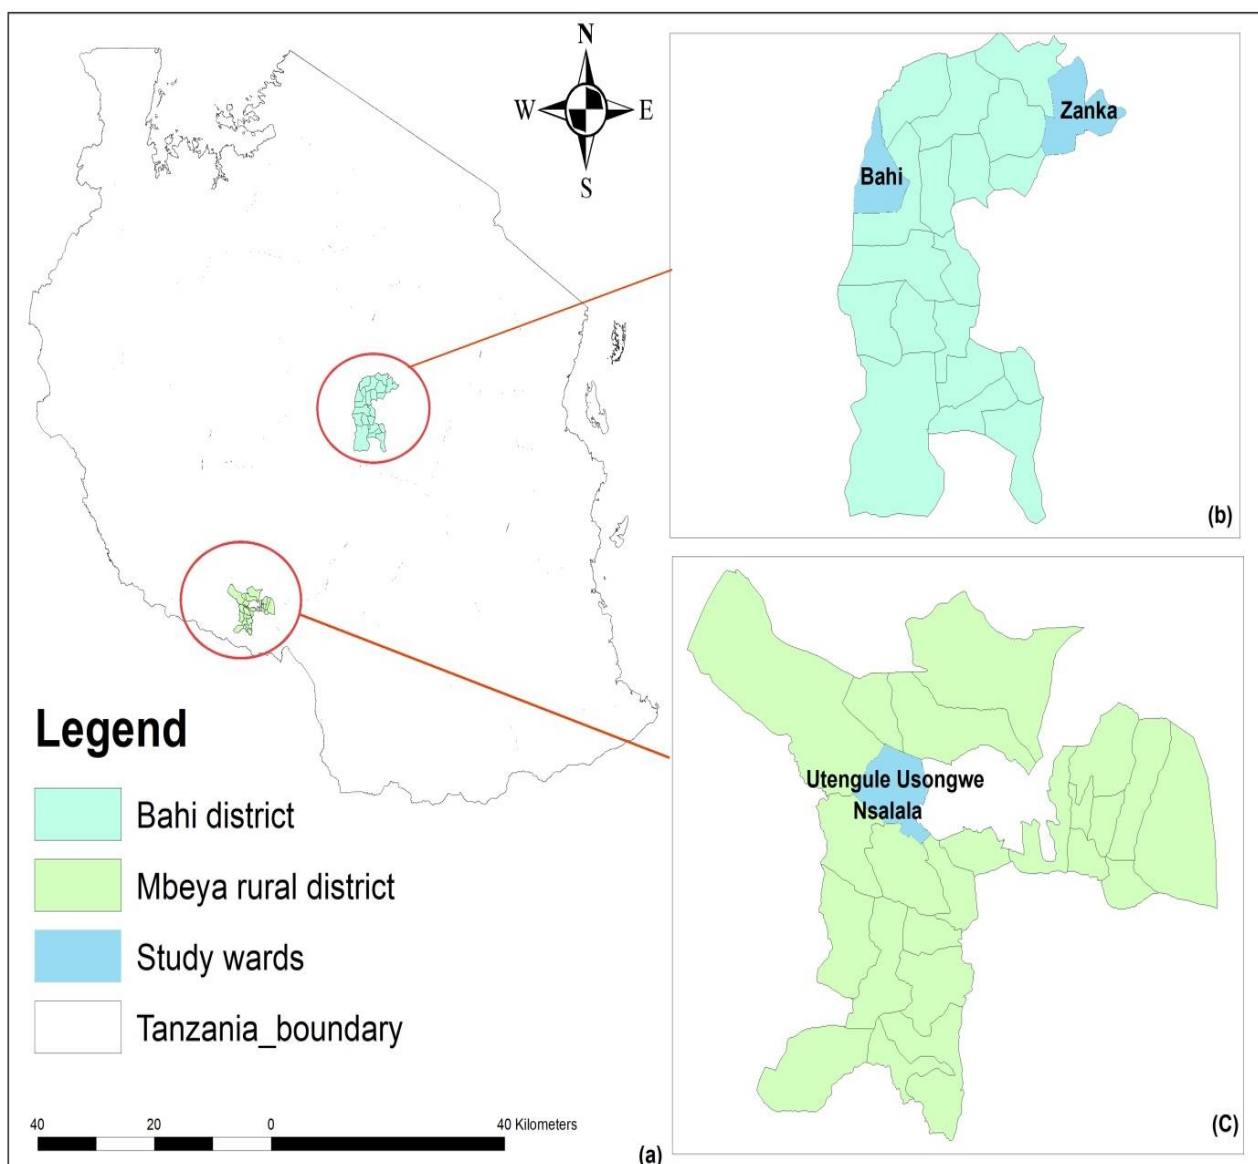 N
W E
S
Zanka
Bahi
(b)
Utengule Usongwe
Nsalala
(C)
Legend
Bahi district
Mbeya rural district
Study wards
Tanzania_boundary
40 20 0 40 Kilometers
(a)